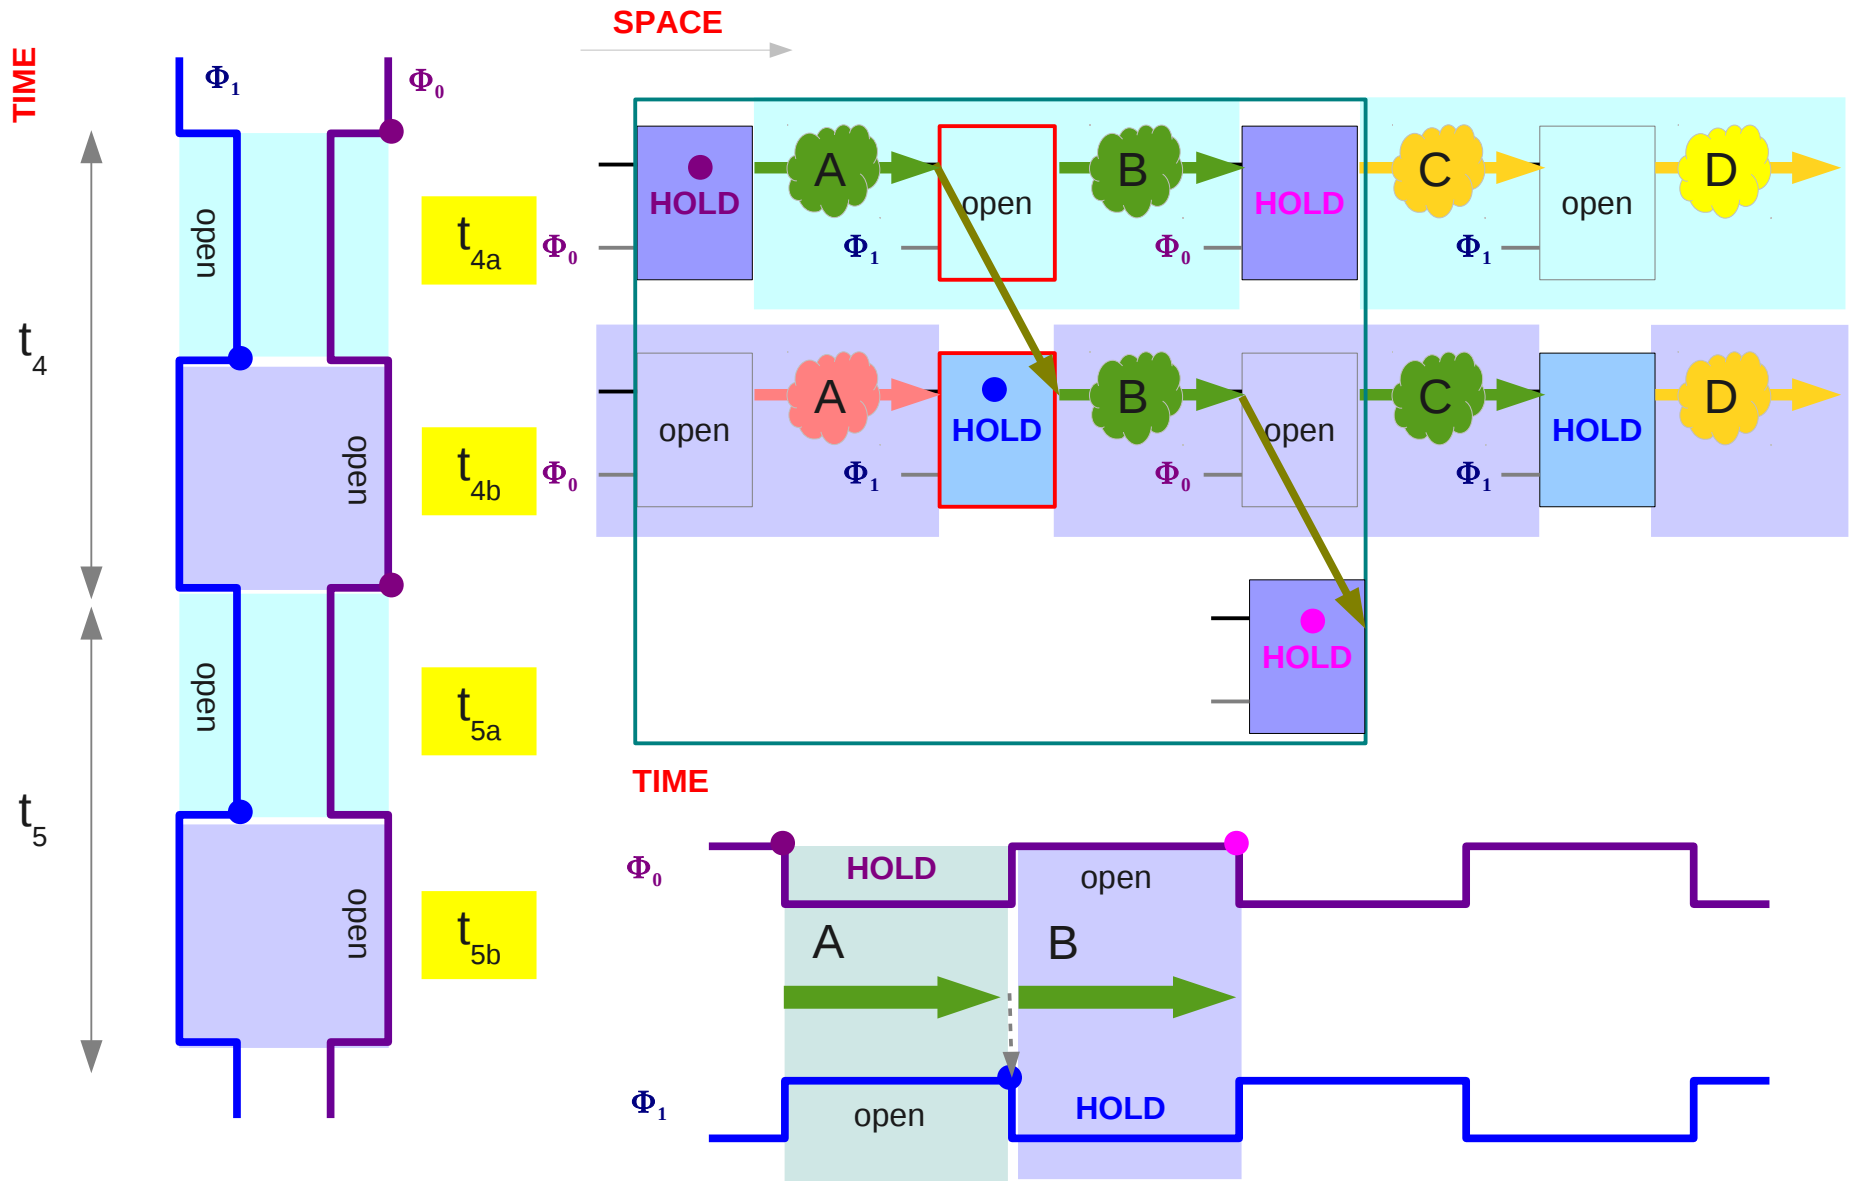 SPACE
TIME
Φ1
Φ0
open
t4
open
t4a
t4b
open
t5
open
t5a
t5b
HOLD
A
open
B
HOLD
C
open
D
Φ0
Φ1
Φ0
Φ1
open
A
HOLD
B
open
C
HOLD
D
Φ0
Φ1
Φ0
Φ1
HOLD
TIME
Φ0
HOLD
open
A
B
Φ1
open
HOLD